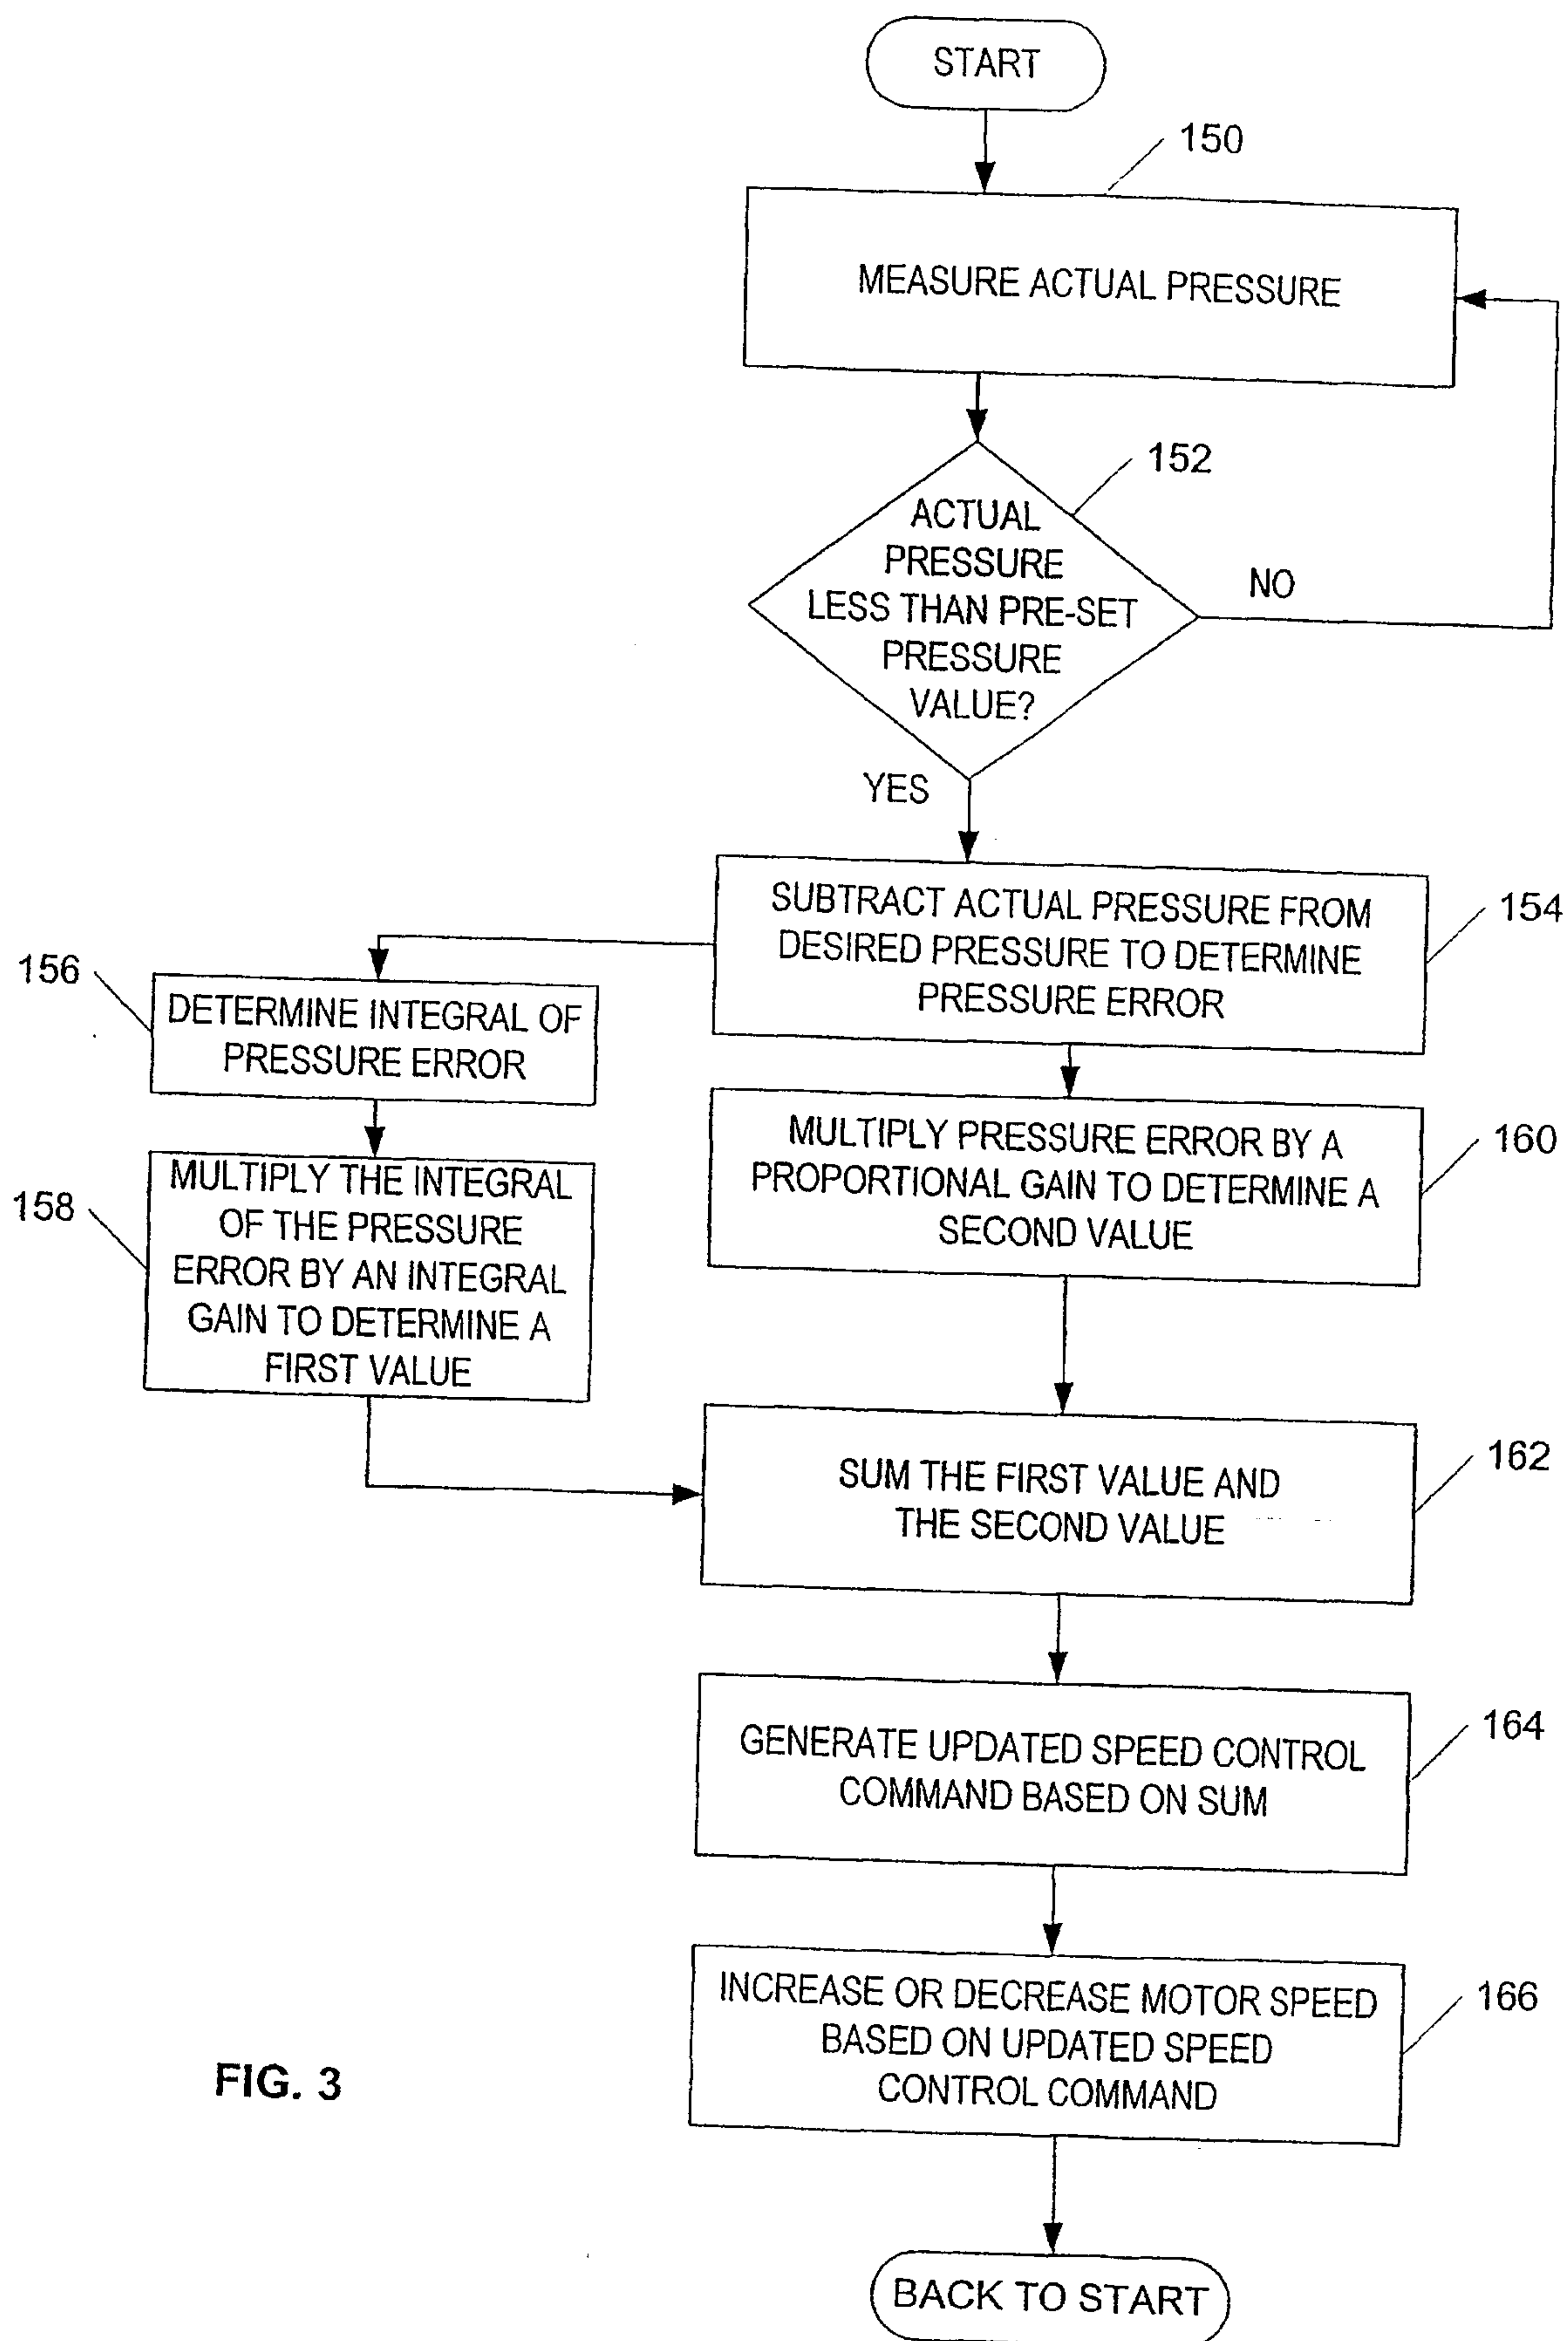 START
150
MEASURE ACTUAL PRESSURE
152
ACTUAL
PRESSURE
LESS THAN PRE-SET
PRESSURE
VALUE?
NO
YES
SUBTRACT ACTUAL PRESSURE FROM
DESIRED PRESSURE TO DETERMINE
PRESSURE ERROR
154
156
DETERMINE INTEGRAL OF
PRESSURE ERROR
MULTIPLY PRESSURE ERROR BY A
PROPORTIONAL GAIN TO DETERMINE A
SECOND VALUE
160
158
MULTIPLY THE INTEGRAL
OF THE PRESSURE
ERROR BY AN INTEGRAL
GAIN TO DETERMINE A
FIRST VALUE
SUM THE FIRST VALUE AND
THE SECOND VALUE
162
GENERATE UPDATED SPEED CONTROL
COMMAND BASED ON SUM
164
INCREASE OR DECREASE MOTOR SPEED
BASED ON UPDATED SPEED
CONTROL COMMAND
166
FIG. 3
BACK TO START